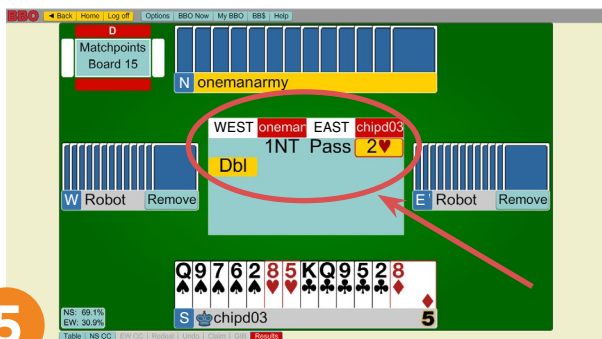 BBO ◄ Back Home Log off Options BBO Now My BBO BB$ Help
D
Matchpoints
Board 15
N onemanarmy
WEST oneman EAST chipd03
1NT Pass 2♥
Dbl
W Robot Remove
E Robot Remove
Q 9 7 6 2 8 5 K Q 9 5 2 8
5
NS: 69.1%
EW: 30.9%
S chipd03
5
Table NS CC EW CC Redeal Undo Claim GIB Results